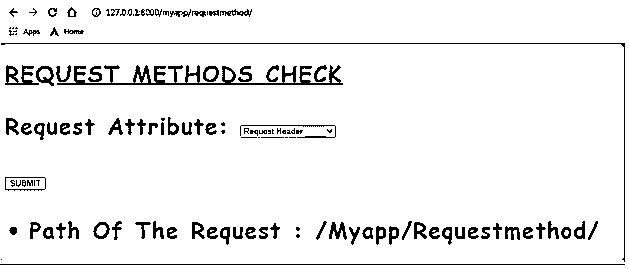 127.0.0.1:8000/myapp/requestmethod/
Apps Home
REQUEST METHODS CHECK
Request Attribute: Request Header
SUBMIT
• Path Of The Request : /Myapp/Requestmethod/